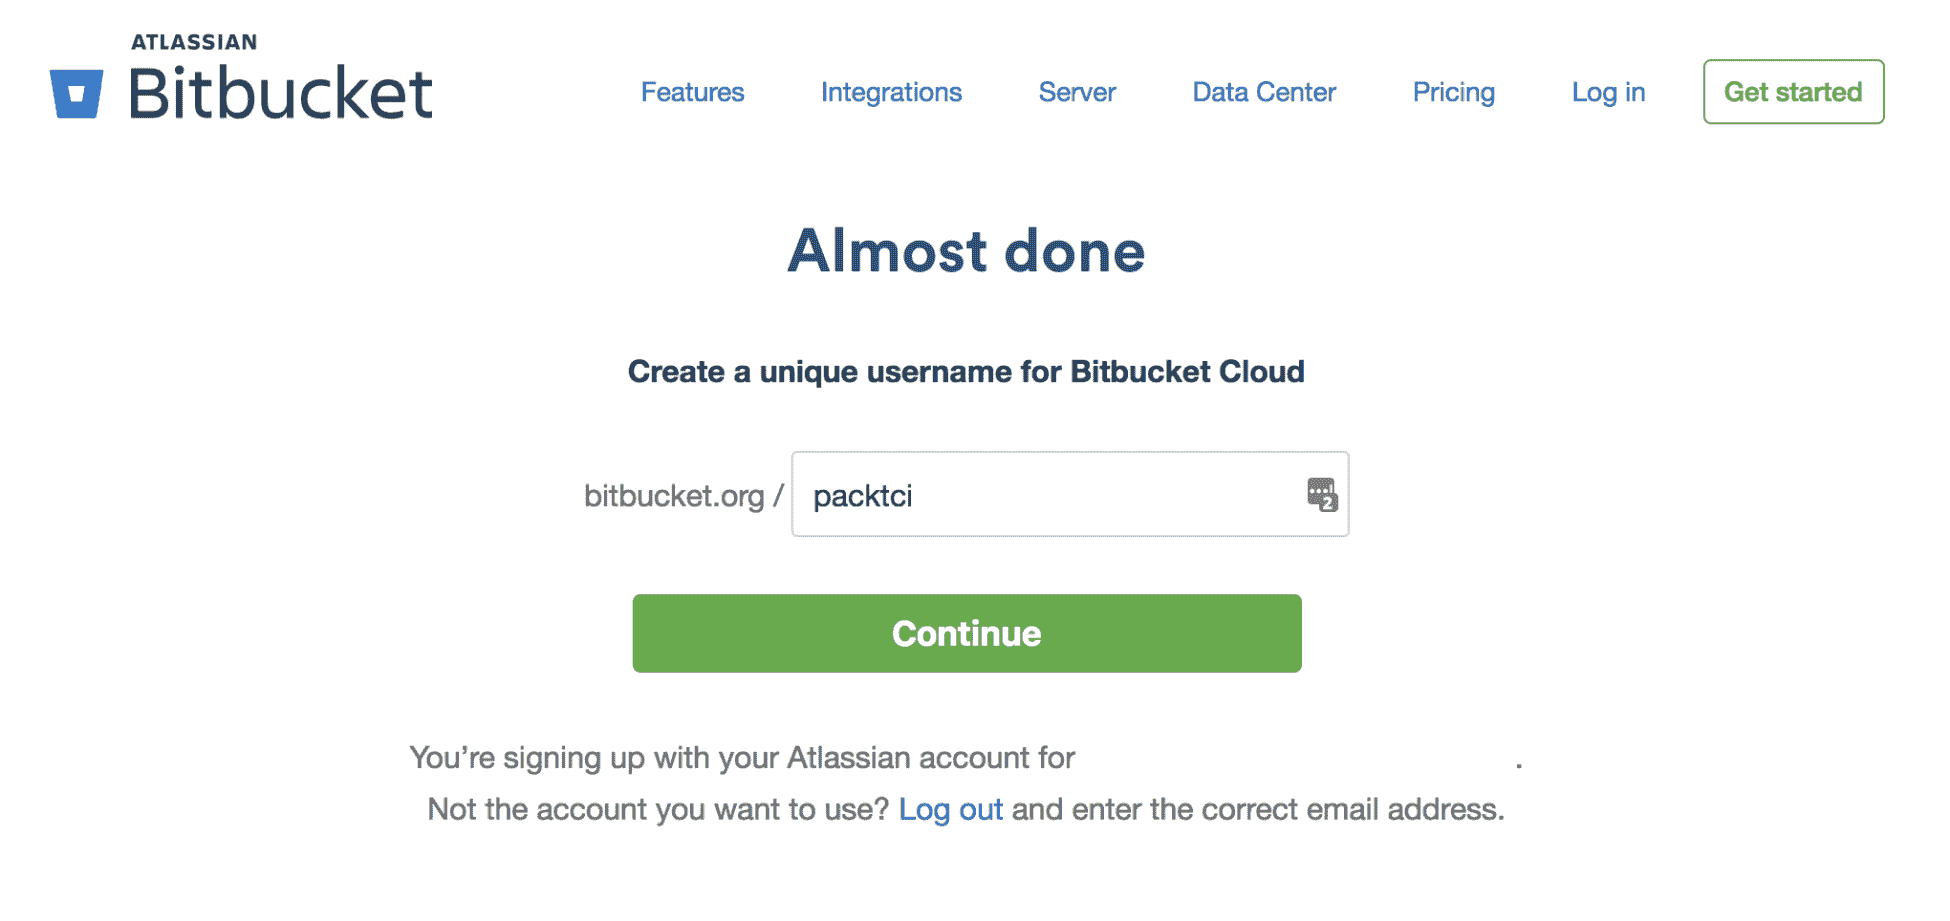 ATLASSIAN
Bitbucket
Features Integrations Server Data Center Pricing Log in Get started
Almost done
Create a unique username for Bitbucket Cloud
bitbucket.org / packtci
2
Continue
You’re signing up with your Atlassian account for .
Not the account you want to use? Log out and enter the correct email address.